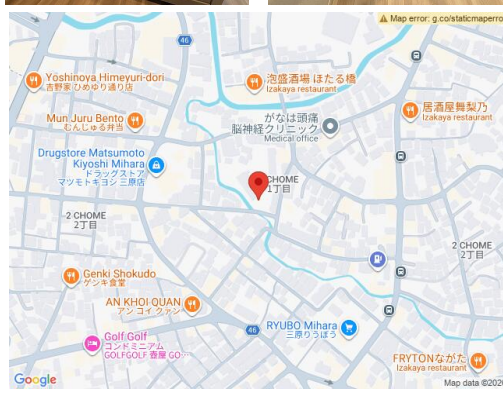 Map error: g.co/staticmaperro
46
Yoshinoya Himeyuri-dori
吉野家 ひめゆり通り店
泡盛酒場 ほたる橋
Izakaya restaurant
居酒屋舞梨乃
Izakaya restaurant
Mun Juru Bento
むんじゅる弁当
がなは頭痛
脳神経クリニック
Medical office
Drugstore Matsumoto
Kiyoshi Mihara
ドラッグストア
マツモトキヨシ 三原店
CHOME
1丁目
2 CHOME
2丁目
2 CHOME
2丁目
Genki Shokudo
ゲンキ食堂
AN KHOI QUAN
アン コイ クァン
46
RYUBO Mihara
三原りうぼう
Golf Golf
コンドミニアム
GOLFGOLF 壺屋 GO...
FRYTONながた
Izakaya restaurant
Google
Map data ©202